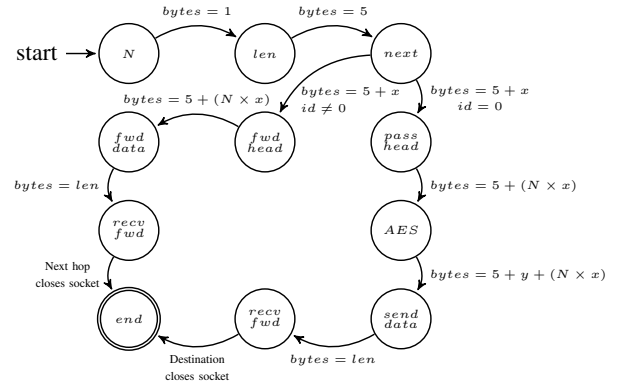 bytes = 1
bytes = 5
start
N
len
next
bytes = 5 + x
id ≠ 0
bytes = 5 + x
id = 0
bytes = 5 + (N × x)
fwd
data
fwd
head
pass
head
bytes = len
bytes = 5 + (N × x)
recv
fwd
AES
Next hop
closes socket
bytes = 5 + y + (N × x)
end
recv
fwd
send
data
Destination
closes socket
bytes = len